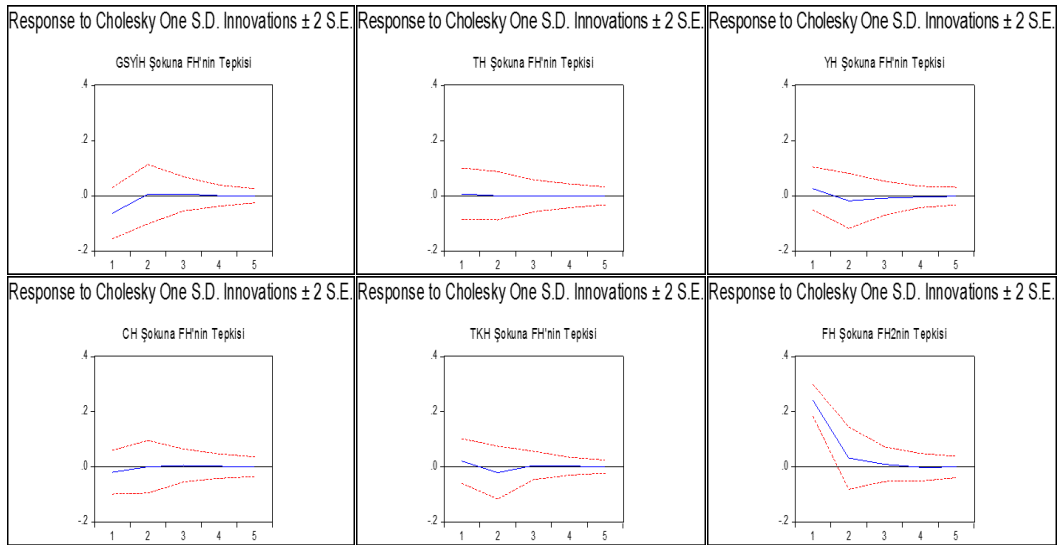 Response to Cholesky One S.D. Innovations ± 2 S.E.
GSYİH Şokuna FH'nin Tepkisi
.4
.2
.0
-.2
1 2 3 4 5
Response to Cholesky One S.D. Innovations ± 2 S.E.
TH Şokuna FH'nin Tepkisi
.4
.2
.0
-.2
1 2 3 4 5
Response to Cholesky One S.D. Innovations ± 2 S.E.
YH Şokuna FH'nin Tepkisi
.4
.2
.0
-.2
1 2 3 4 5
Response to Cholesky One S.D. Innovations ± 2 S.E.
CH Şokuna FH'nin Tepkisi
.4
.2
.0
-.2
1 2 3 4 5
Response to Cholesky One S.D. Innovations ± 2 S.E.
TKH Şokuna FH'nin Tepkisi
.4
.2
.0
-.2
1 2 3 4 5
Response to Cholesky One S.D. Innovations ± 2 S.E.
FH Şokuna FH2nin Tepkisi
.4
.2
.0
-.2
1 2 3 4 5